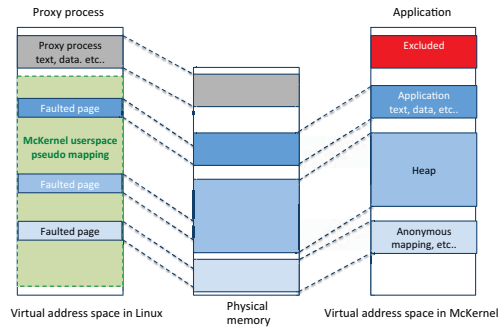 Proxy process
Application
Proxy process
text, data. etc..
Excluded
Faulted page
Application
text, data, etc..
McKernel userspace
pseudo mapping
Faulted page
Heap
Faulted page
Anonymous
mapping, etc..
Virtual address space in Linux
Physical
memory
Virtual address space in McKernel